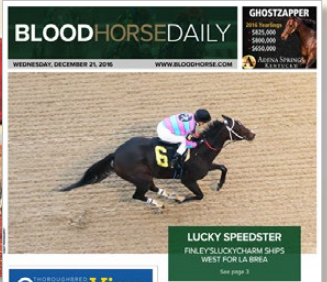 BLOODHORSEDAILY
GHOSTZAPPER
2016 Yearlings
$825,000
$800,000
$650,000
ADENA SPRINGS
KENTUCKY
WEDNESDAY, DECEMBER 21, 2016
WWW.BLOODHORSE.COM
6
LUCKY SPEEDSTER
FINLEY'SLUCKYCHARM SHIPS
WEST FOR LA BREA
See page 3
THOROUGHBRED